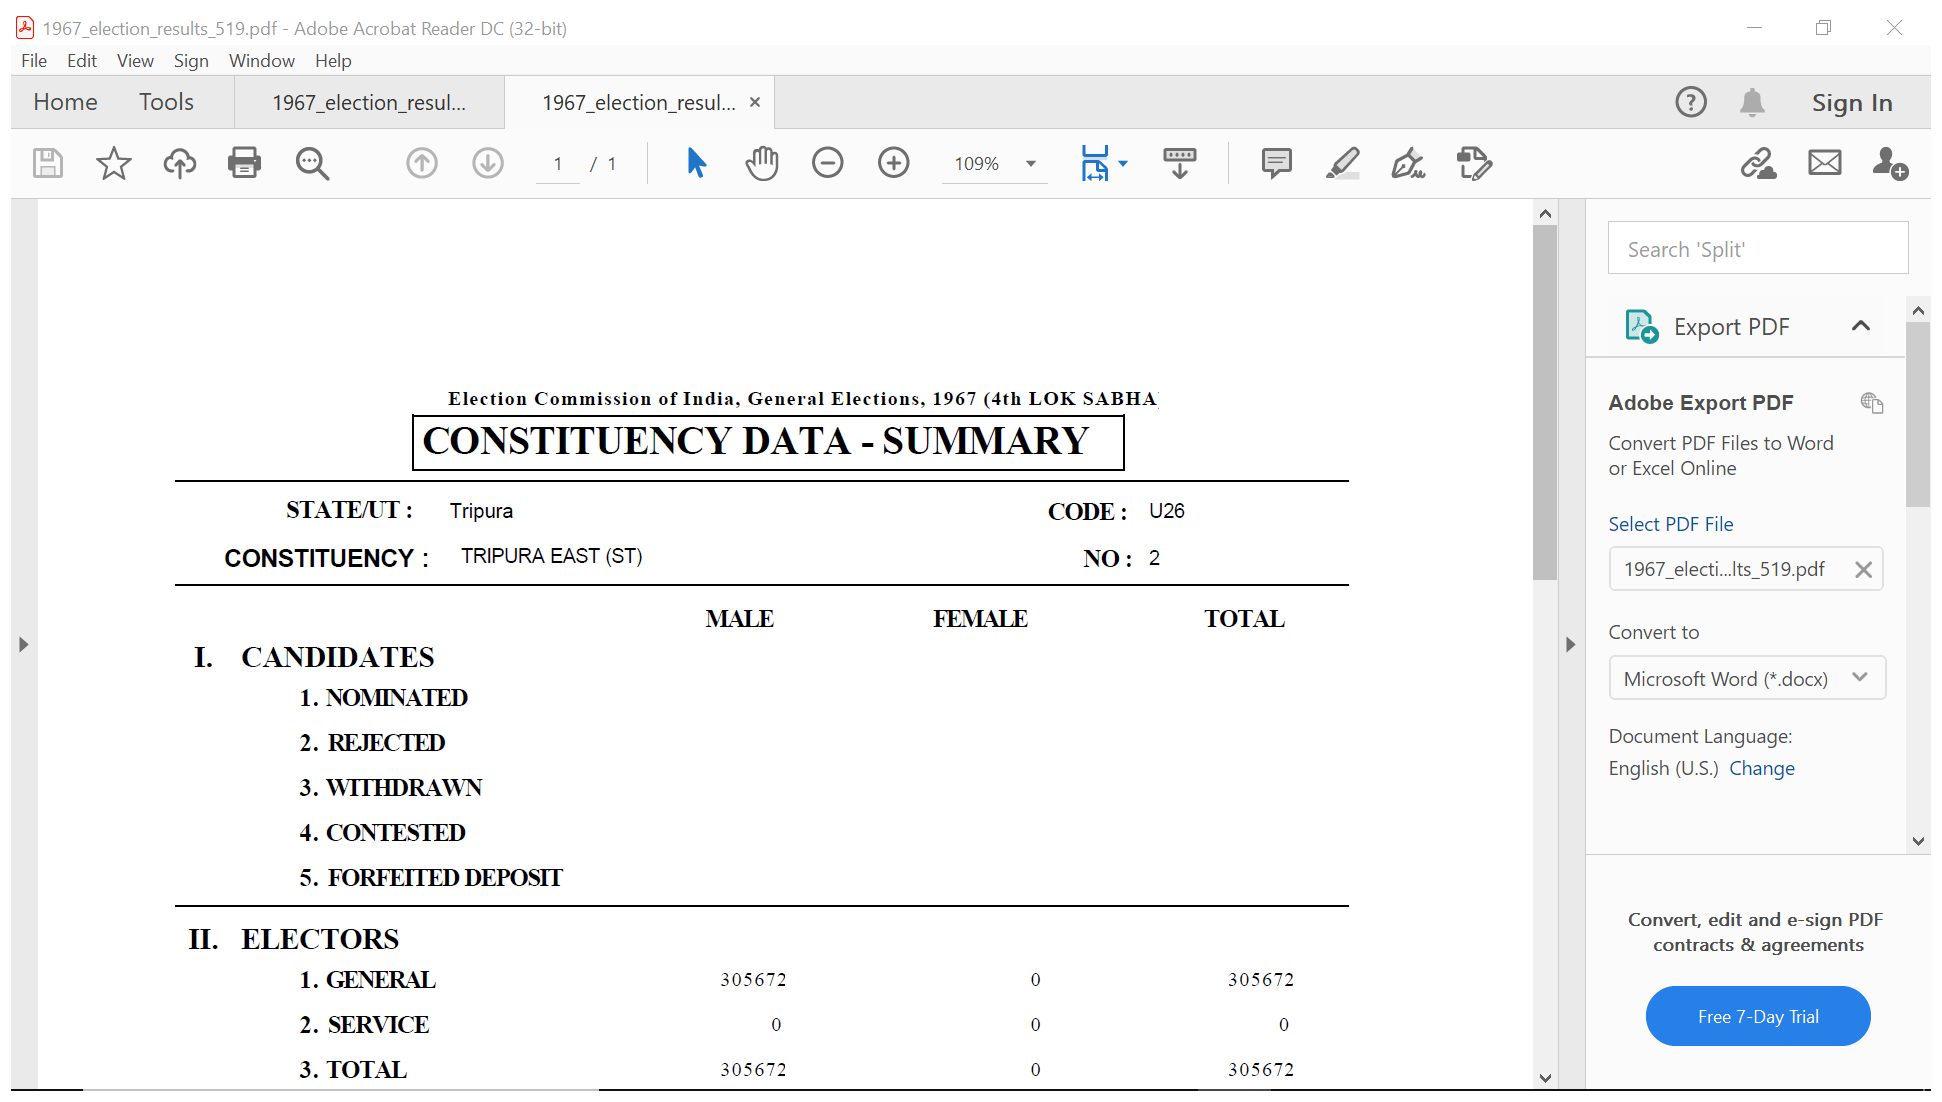 1967_election_results_519.pdf - Adobe Acrobat Reader DC (32-bit)
File Edit View Sign Window Help
Home Tools 1967_election_resul... 1967_election_resul... ×
? Sign In
1 / 1 109%
Search 'Split'
Export PDF
Adobe Export PDF
Convert PDF Files to Word
or Excel Online
Select PDF File
1967_electi...lts_519.pdf
Convert to
Microsoft Word (*.docx)
Document Language:
English (U.S.) Change
Convert, edit and e-sign PDF
contracts & agreements
Free 7-Day Trial
Election Commission of India, General Elections, 1967 (4th LOK SABHA
CONSTITUENCY DATA - SUMMARY
STATE/UT : Tripura CODE : U26
CONSTITUENCY : TRIPURA EAST (ST) NO : 2
MALE FEMALE TOTAL
I. CANDIDATES
1. NOMINATED
2. REJECTED
3. WITHDRAWN
4. CONTESTED
5. FORFEITED DEPOSIT
II. ELECTORS
1. GENERAL 305672 0 305672
2. SERVICE 0 0 0
3. TOTAL 305672 0 305672